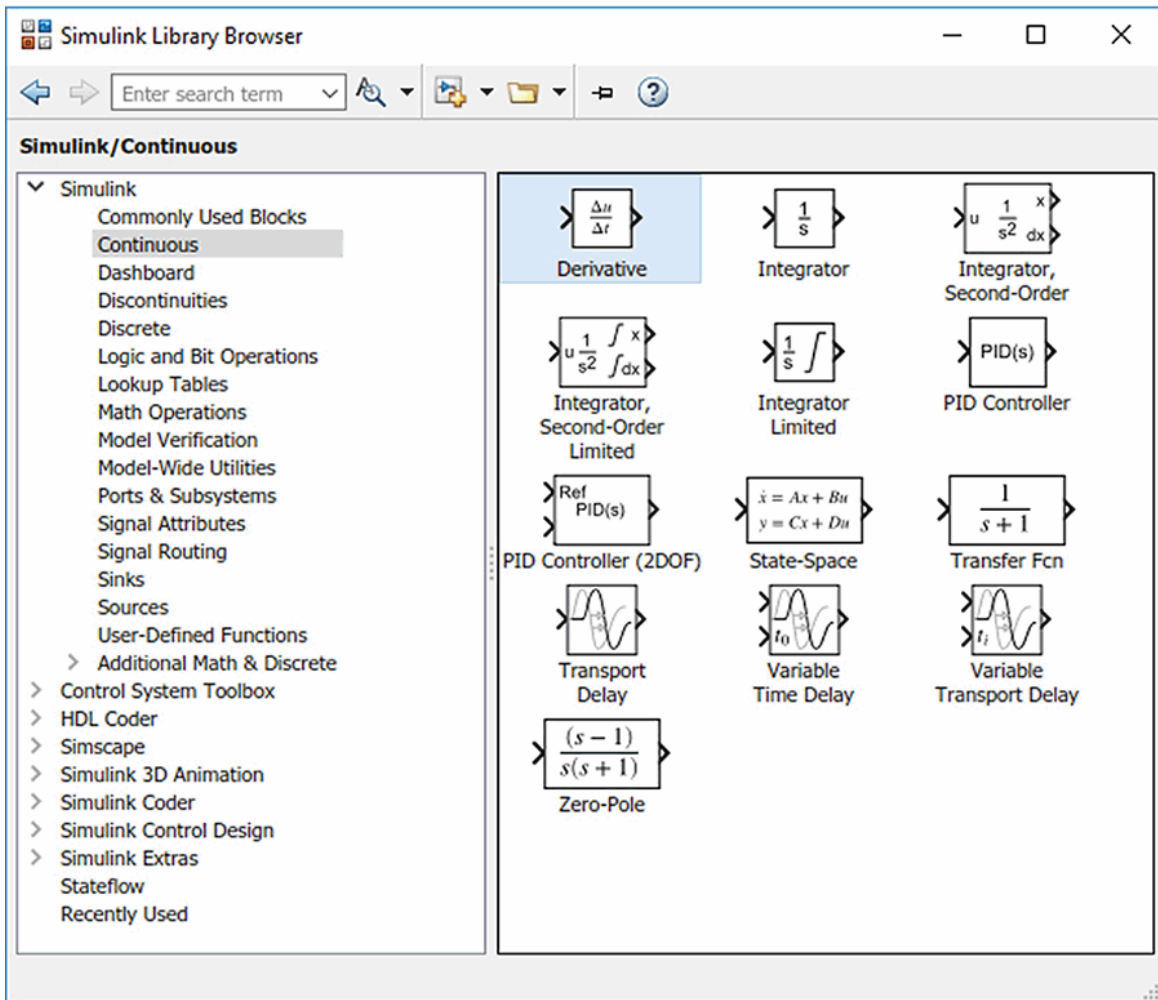 Simulink Library Browser
Enter search term
Simulink/Continuous
Simulink
Commonly Used Blocks
Continuous
Dashboard
Discontinuities
Discrete
Logic and Bit Operations
Lookup Tables
Math Operations
Model Verification
Model-Wide Utilities
Ports & Subsystems
Signal Attributes
Signal Routing
Sinks
Sources
User-Defined Functions
Additional Math & Discrete
Control System Toolbox
HDL Coder
Simscape
Simulink 3D Animation
Simulink Coder
Simulink Control Design
Simulink Extras
Stateflow
Recently Used
Δu
Δt
Derivative
1
s
Integrator
u 1 x
s² dx
Integrator,
Second-Order
u 1 ∫ x
s² ∫dx
Integrator,
Second-Order
Limited
1 ∫
s
Integrator
Limited
PID(s)
PID Controller
Ref
PID(s)
PID Controller (2DOF)
ẋ = Ax + Bu
y = Cx + Du
State-Space
1
s + 1
Transfer Fcn
Transport
Delay
t₀
Variable
Time Delay
tᵢ
Variable
Transport Delay
(s − 1)
s(s + 1)
Zero-Pole